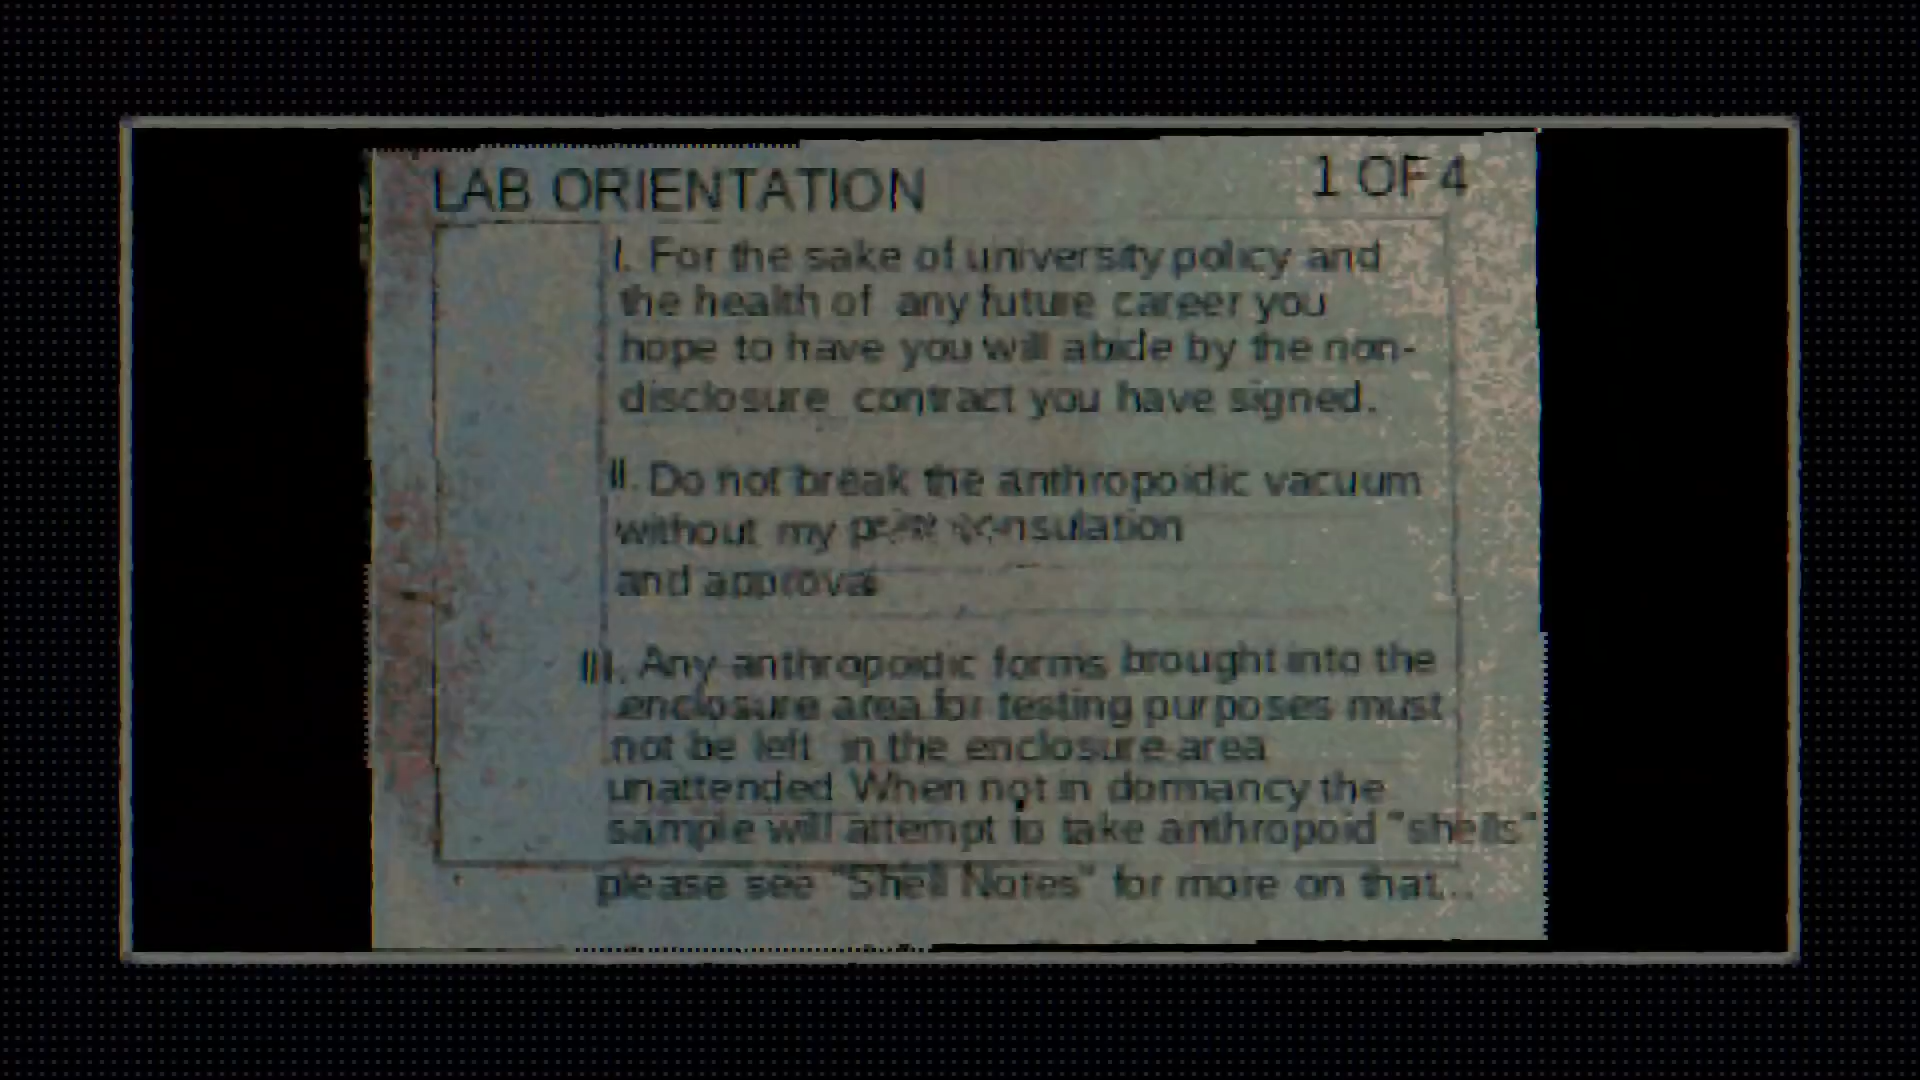 LAB ORIENTATION
1 OF 4
I. For the sake of university policy and
the health of any future career you
hope to have you will abide by the non-
disclosure contract you have signed.
II. Do not break the anthropoidic vacuum
without my
and approval
III. Any anthropoidic forms brought into the
enclosure area for testing purposes must
not be left in the enclosure area
unattended When not in dormancy the
sample will attempt to take anthropoid "shells"
please see "Shell Notes" for more on that...